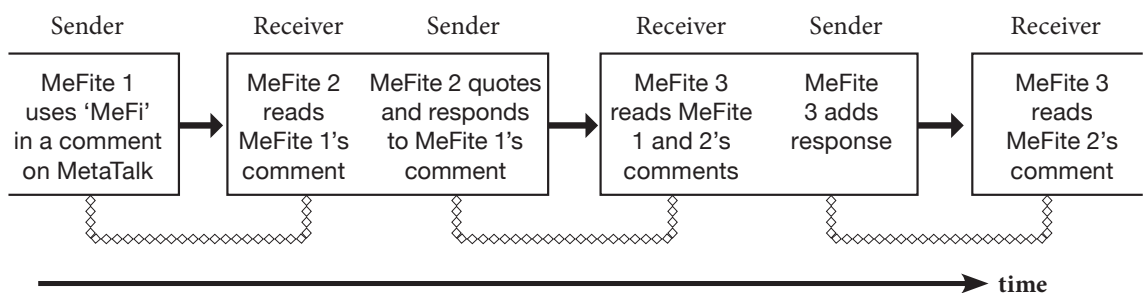 Sender Receiver Sender Receiver Sender Receiver
MeFite 1
uses ‘MeFi’
in a comment
on MetaTalk
MeFite 2
reads
MeFite 1’s
comment
MeFite 2 quotes
and responds
to MeFite 1’s
comment
MeFite 3
reads MeFite
1 and 2’s
comments
MeFite
3 adds
response
MeFite 3
reads
MeFite 2’s
comment
time